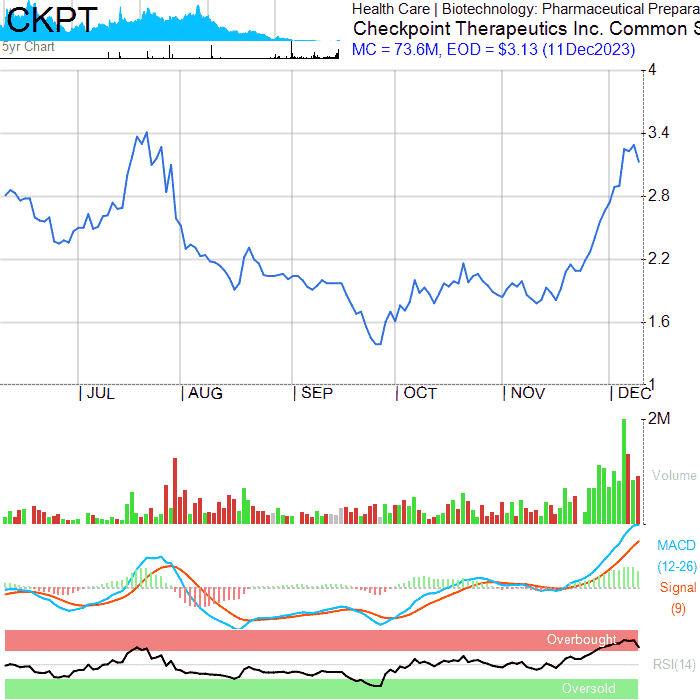 CKPT
5yr Chart
Health Care | Biotechnology: Pharmaceutical Prepara
Checkpoint Therapeutics Inc. Common S
MC = 73.6M, EOD = $3.13 (11Dec2023)
4
3.4
2.8
2.2
1.6
1
| JUL | AUG | SEP | OCT | NOV | DEC
2M
Volume
MACD
(12-26)
Signal
(9)
Overbought
RSI(14)
Oversold